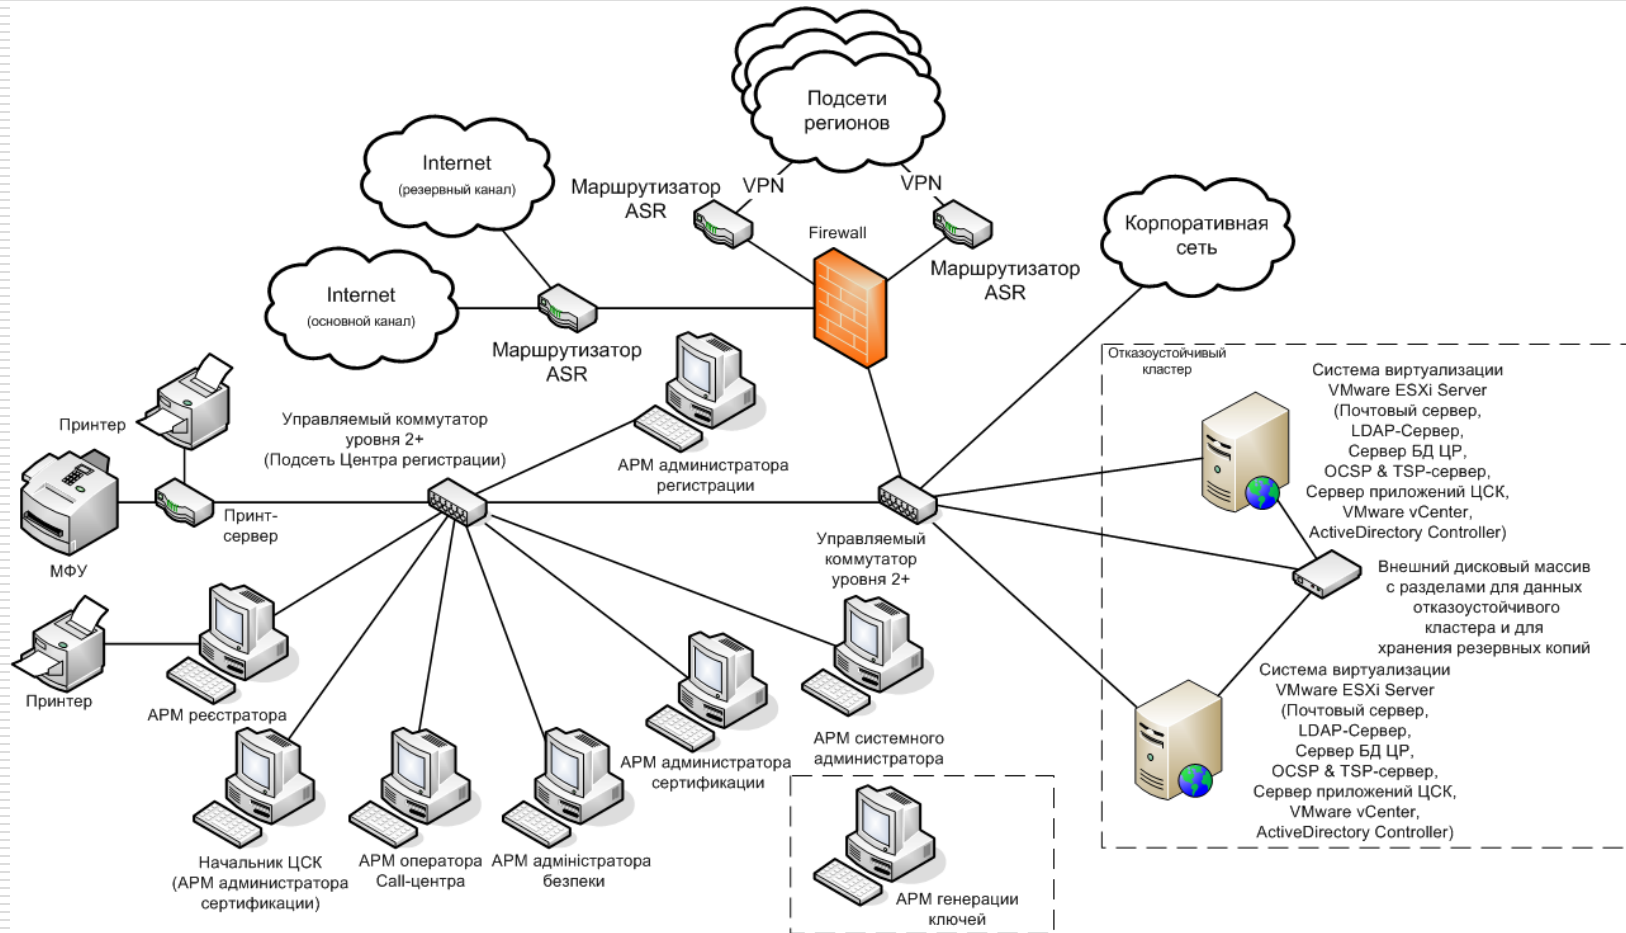 Подсети
регионов
Internet
(резервный канал)
Маршрутизатор
ASR
VPN
VPN
Корпоративная
сеть
Firewall
Маршрутизатор
ASR
Internet
(основной канал)
Маршрутизатор
ASR
Отказоустойчивый
кластер
Система виртуализации
VMware ESXi Server
(Почтовый сервер,
LDAP-Сервер,
Сервер БД ЦР,
OCSP & TSP-сервер,
Сервер приложений ЦСК,
VMware vCenter,
ActiveDirectory Controller)
Принтер
Управляемый коммутатор
уровня 2+
(Подсеть Центра регистрации)
АРМ администратора
регистрации
Принт-
сервер
МФУ
Управляемый
коммутатор
уровня 2+
Внешний дисковый массив
с разделами для данных
отказоустойчивого
кластера и для
хранения резервных копий
Принтер
АРМ реєстратора
АРМ администратора
сертификации
АРМ системного
администратора
Система виртуализации
VMware ESXi Server
(Почтовый сервер,
LDAP-Сервер,
Сервер БД ЦР,
OCSP & TSP-сервер,
Сервер приложений ЦСК,
VMware vCenter,
ActiveDirectory Controller)
Начальник ЦСК
(АРМ администратора
сертификации)
АРМ оператора
Call-центра
АРМ адміністратора
безпеки
АРМ генерации
ключей